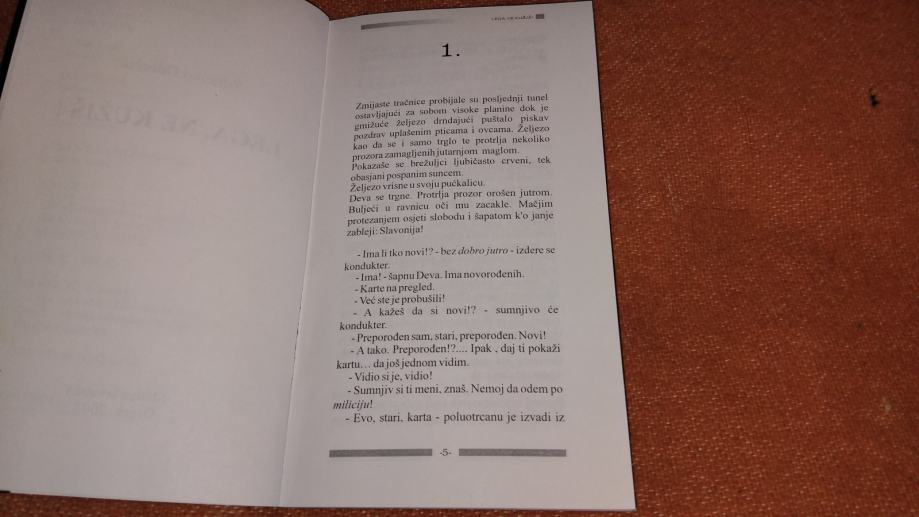 1.
Zmijaste tračnice probijale su posljednji tunel
ostavljajući za sobom visoke planine dok je
gmižuće željezo drndajući puštalo piskav
pozdrav uplašenim pticama i ovcama. Željezo
kao da se i samo trglo te protrlja nekoliko
prozora zamagljenih jutarnjom maglom.
Pokazaše se brežuljci ljubičasto crveni, tek
obasjani pospanim suncem.
Željezo vrisne u svoju pućkalicu.
Deva se trgne. Protrlja prozor orošen jutrom.
Buljeći u ravnicu oči mu zacakle. Mačjim
protezanjem osjeti slobodu i šapatom k'o janje
zableji: Slavonija!
- Ima li tko novi!? - bez dobro jutro - izdere se
kondukter.
- Ima! - šapnu Deva. Ima novorođenih.
- Karte na pregled.
- Već ste je probušili!
- A kažeš da si novi!? - sumnjivo će
kondukter.
- Preporođen sam, stari, preporođen. Novi!
- A tako. Preporođen!?.... Ipak , daj ti pokaži
kartu… da još jednom vidim.
- Vidio si je, vidio!
- Sumnjiv si ti meni, znaš. Nemoj da odem po
miliciju!
- Evo, stari, karta - poluotrcanu je izvadi iz
-5-